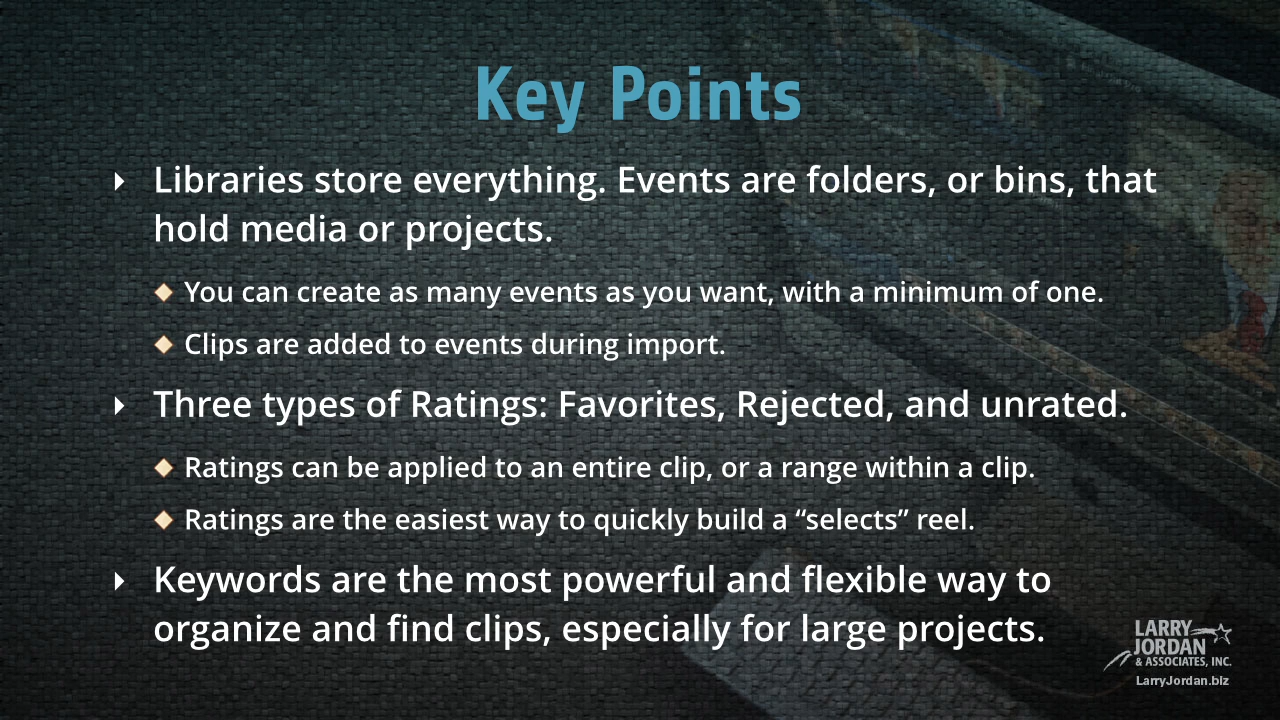 Key Points
Libraries store everything. Events are folders, or bins, that
hold media or projects.
You can create as many events as you want, with a minimum of one.
Clips are added to events during import.
Three types of Ratings: Favorites, Rejected, and unrated.
Ratings can be applied to an entire clip, or a range within a clip.
Ratings are the easiest way to quickly build a “selects” reel.
Keywords are the most powerful and flexible way to
organize and find clips, especially for large projects.
LARRY
JORDAN
& ASSOCIATES, INC.
LarryJordan.biz